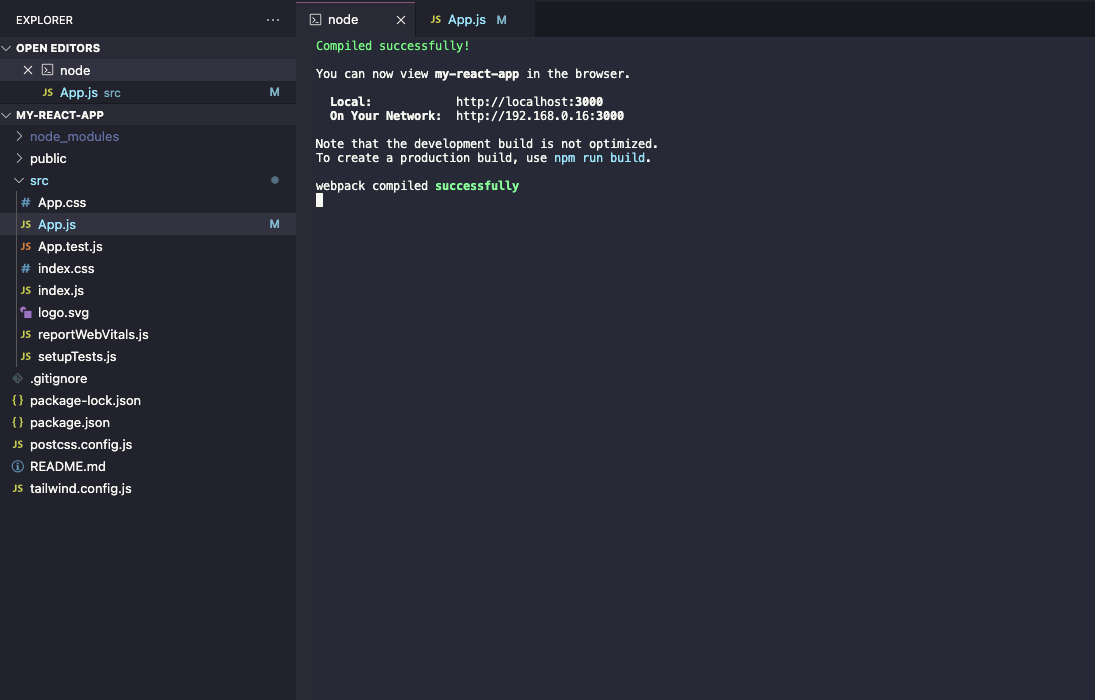 EXPLORER
OPEN EDITORS
node
JS App.js src M
MY-REACT-APP
node_modules
public
src
# App.css
JS App.js M
JS App.test.js
# index.css
JS index.js
logo.svg
JS reportWebVitals.js
JS setupTests.js
.gitignore
{} package-lock.json
{} package.json
JS postcss.config.js
README.md
JS tailwind.config.js
node
JS App.js M
Compiled successfully!
You can now view my-react-app in the browser.
Local: http://localhost:3000
On Your Network: http://192.168.0.16:3000
Note that the development build is not optimized.
To create a production build, use npm run build.
webpack compiled successfully